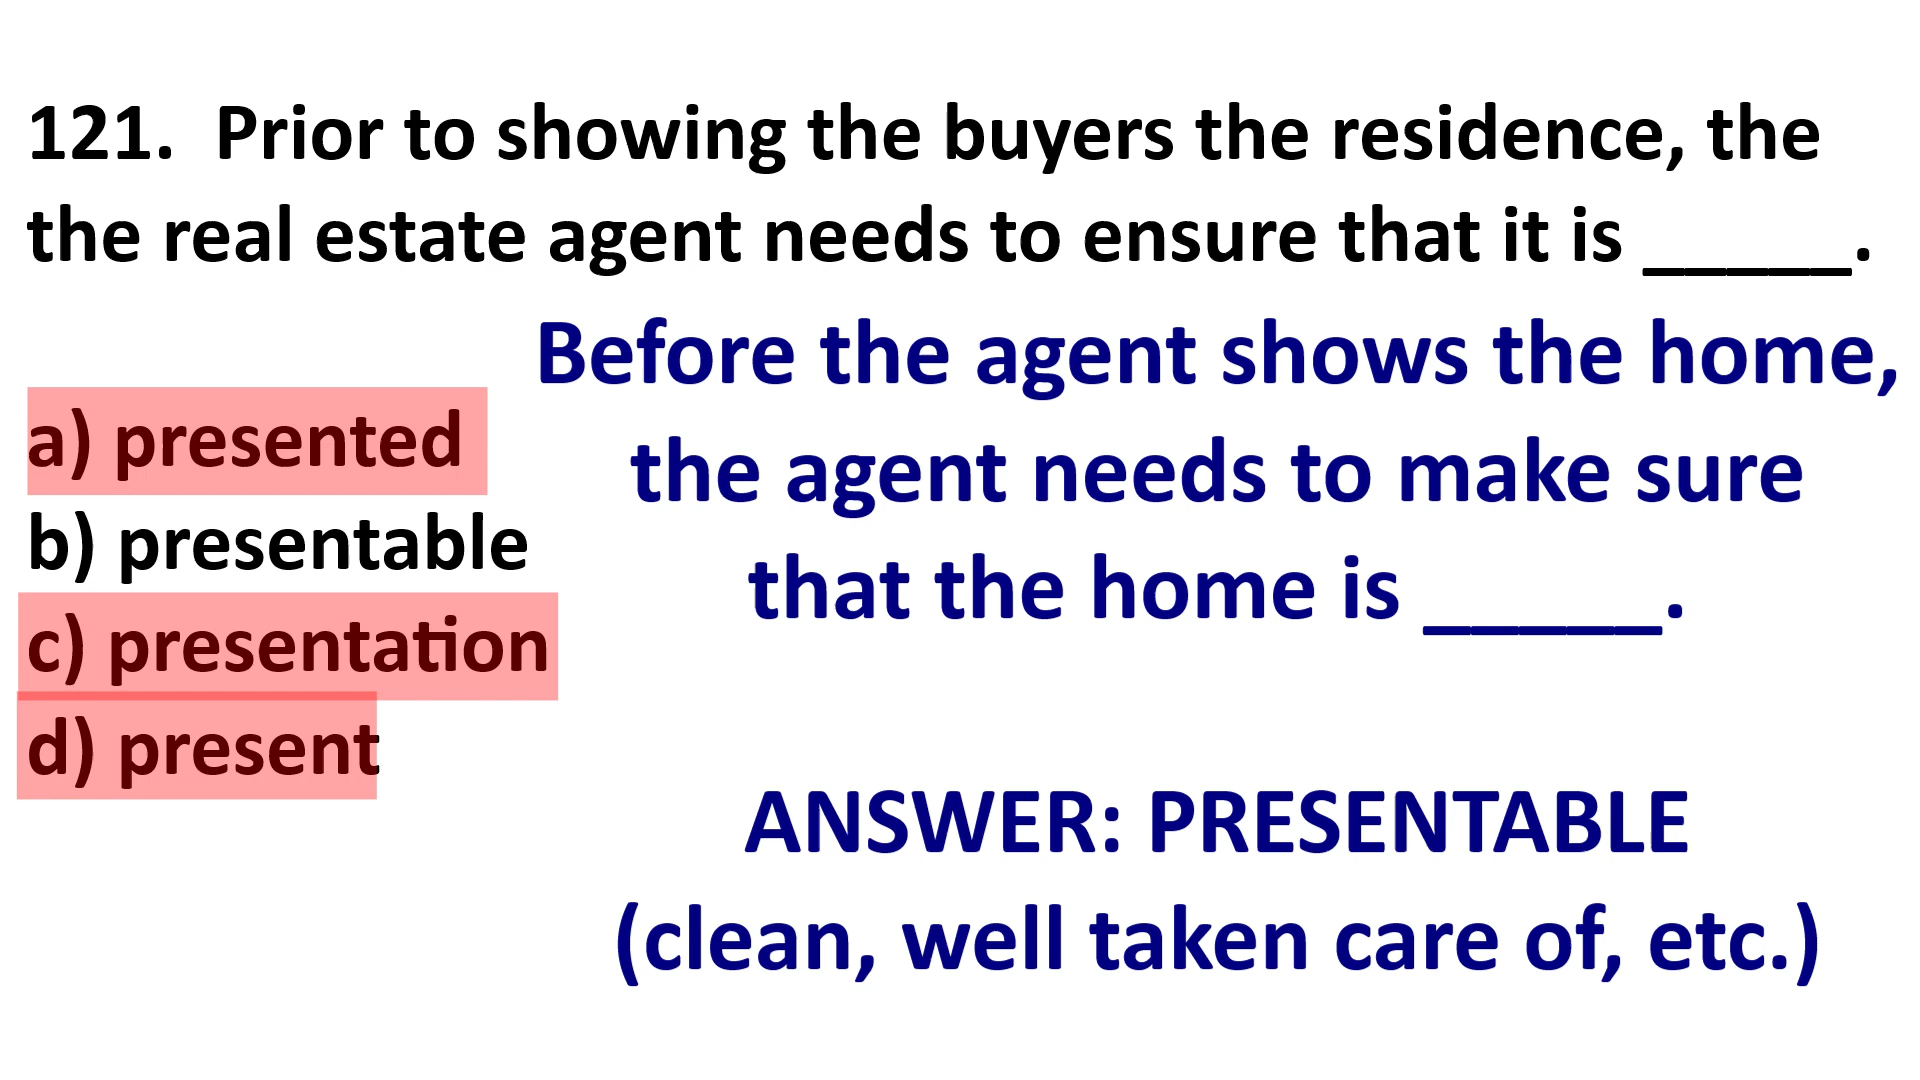 121. Prior to showing the buyers the residence, the
the real estate agent needs to ensure that it is _____.
Before the agent shows the home,
the agent needs to make sure
that the home is _____.
a) presented
b) presentable
c) presentation
d) present
ANSWER: PRESENTABLE
(clean, well taken care of, etc.)